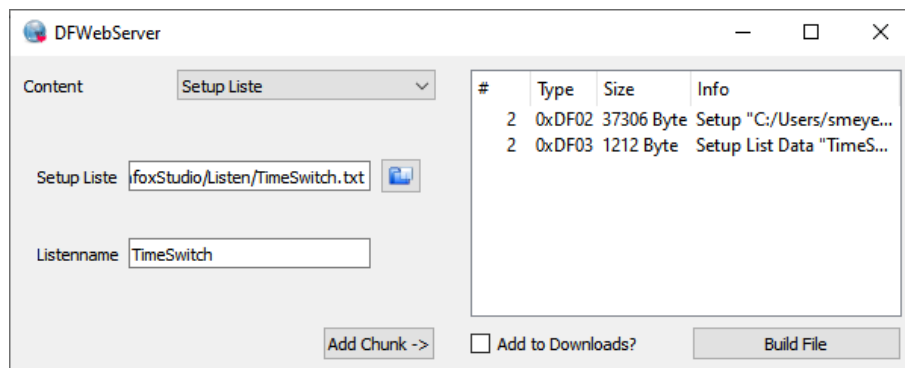 DFWebServer
Content Setup Liste
Setup Liste foxStudio/Listen/TimeSwitch.txt
Listenname TimeSwitch
Add Chunk ->
# Type Size Info
2 0xDF02 37306 Byte Setup "C:/Users/smeye...
2 0xDF03 1212 Byte Setup List Data "TimeS...
Add to Downloads?
Build File